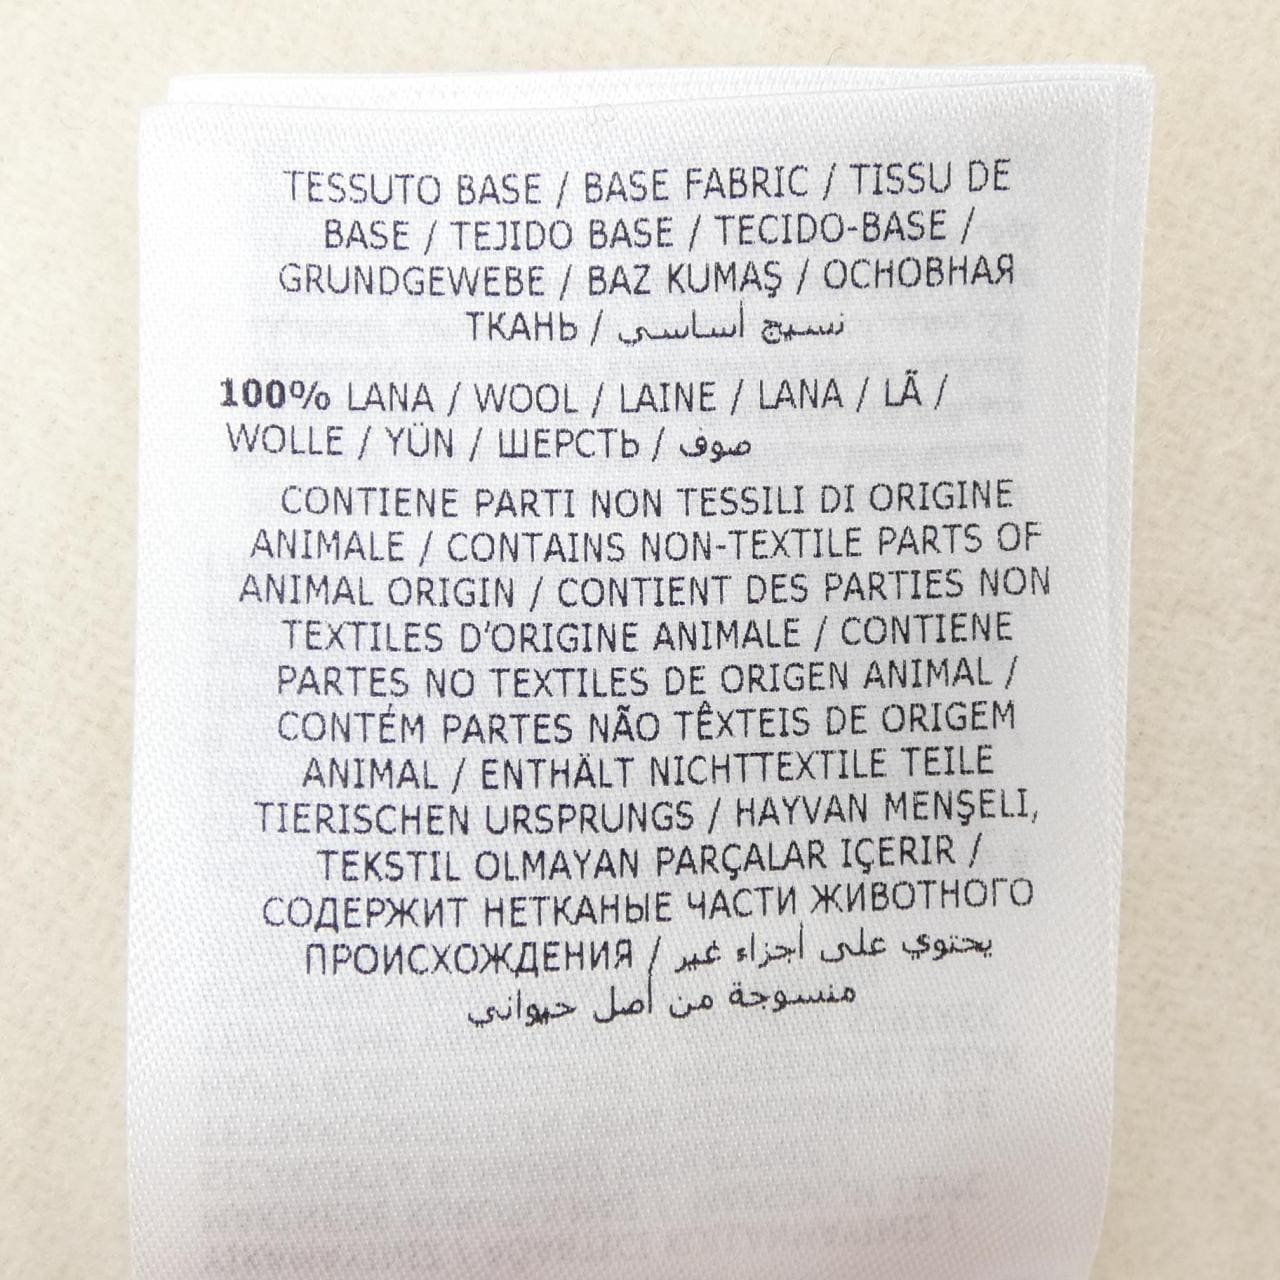 TESSUTO BASE / BASE FABRIC / TISSU DE
BASE / TEJIDO BASE / TECIDO-BASE /
GRUNDGEWEBE / BAZ KUMAŞ / ОСНОВНАЯ
ТКАНЬ / نسيج أساسي
100% LANA / WOOL / LAINE / LANA / LÃ /
WOLLE / YÜN / ШЕРСТЬ / صوف
CONTIENE PARTI NON TESSILI DI ORIGINE
ANIMALE / CONTAINS NON-TEXTILE PARTS OF
ANIMAL ORIGIN / CONTIENT DES PARTIES NON
TEXTILES D'ORIGINE ANIMALE / CONTIENE
PARTES NO TEXTILES DE ORIGEN ANIMAL /
CONTÉM PARTES NÃO TÊXTEIS DE ORIGEM
ANIMAL / ENTHÄLT NICHTTEXTILE TEILE
TIERISCHEN URSPRUNGS / HAYVAN MENŞELI,
TEKSTIL OLMAYAN PARÇALAR IÇERIR /
СОДЕРЖИТ НЕТКАНЫЕ ЧАСТИ ЖИВОТНОГО
ПРОИСХОЖДЕНИЯ / يحتوي على أجزاء غير
منسوجة من أصل حيواني